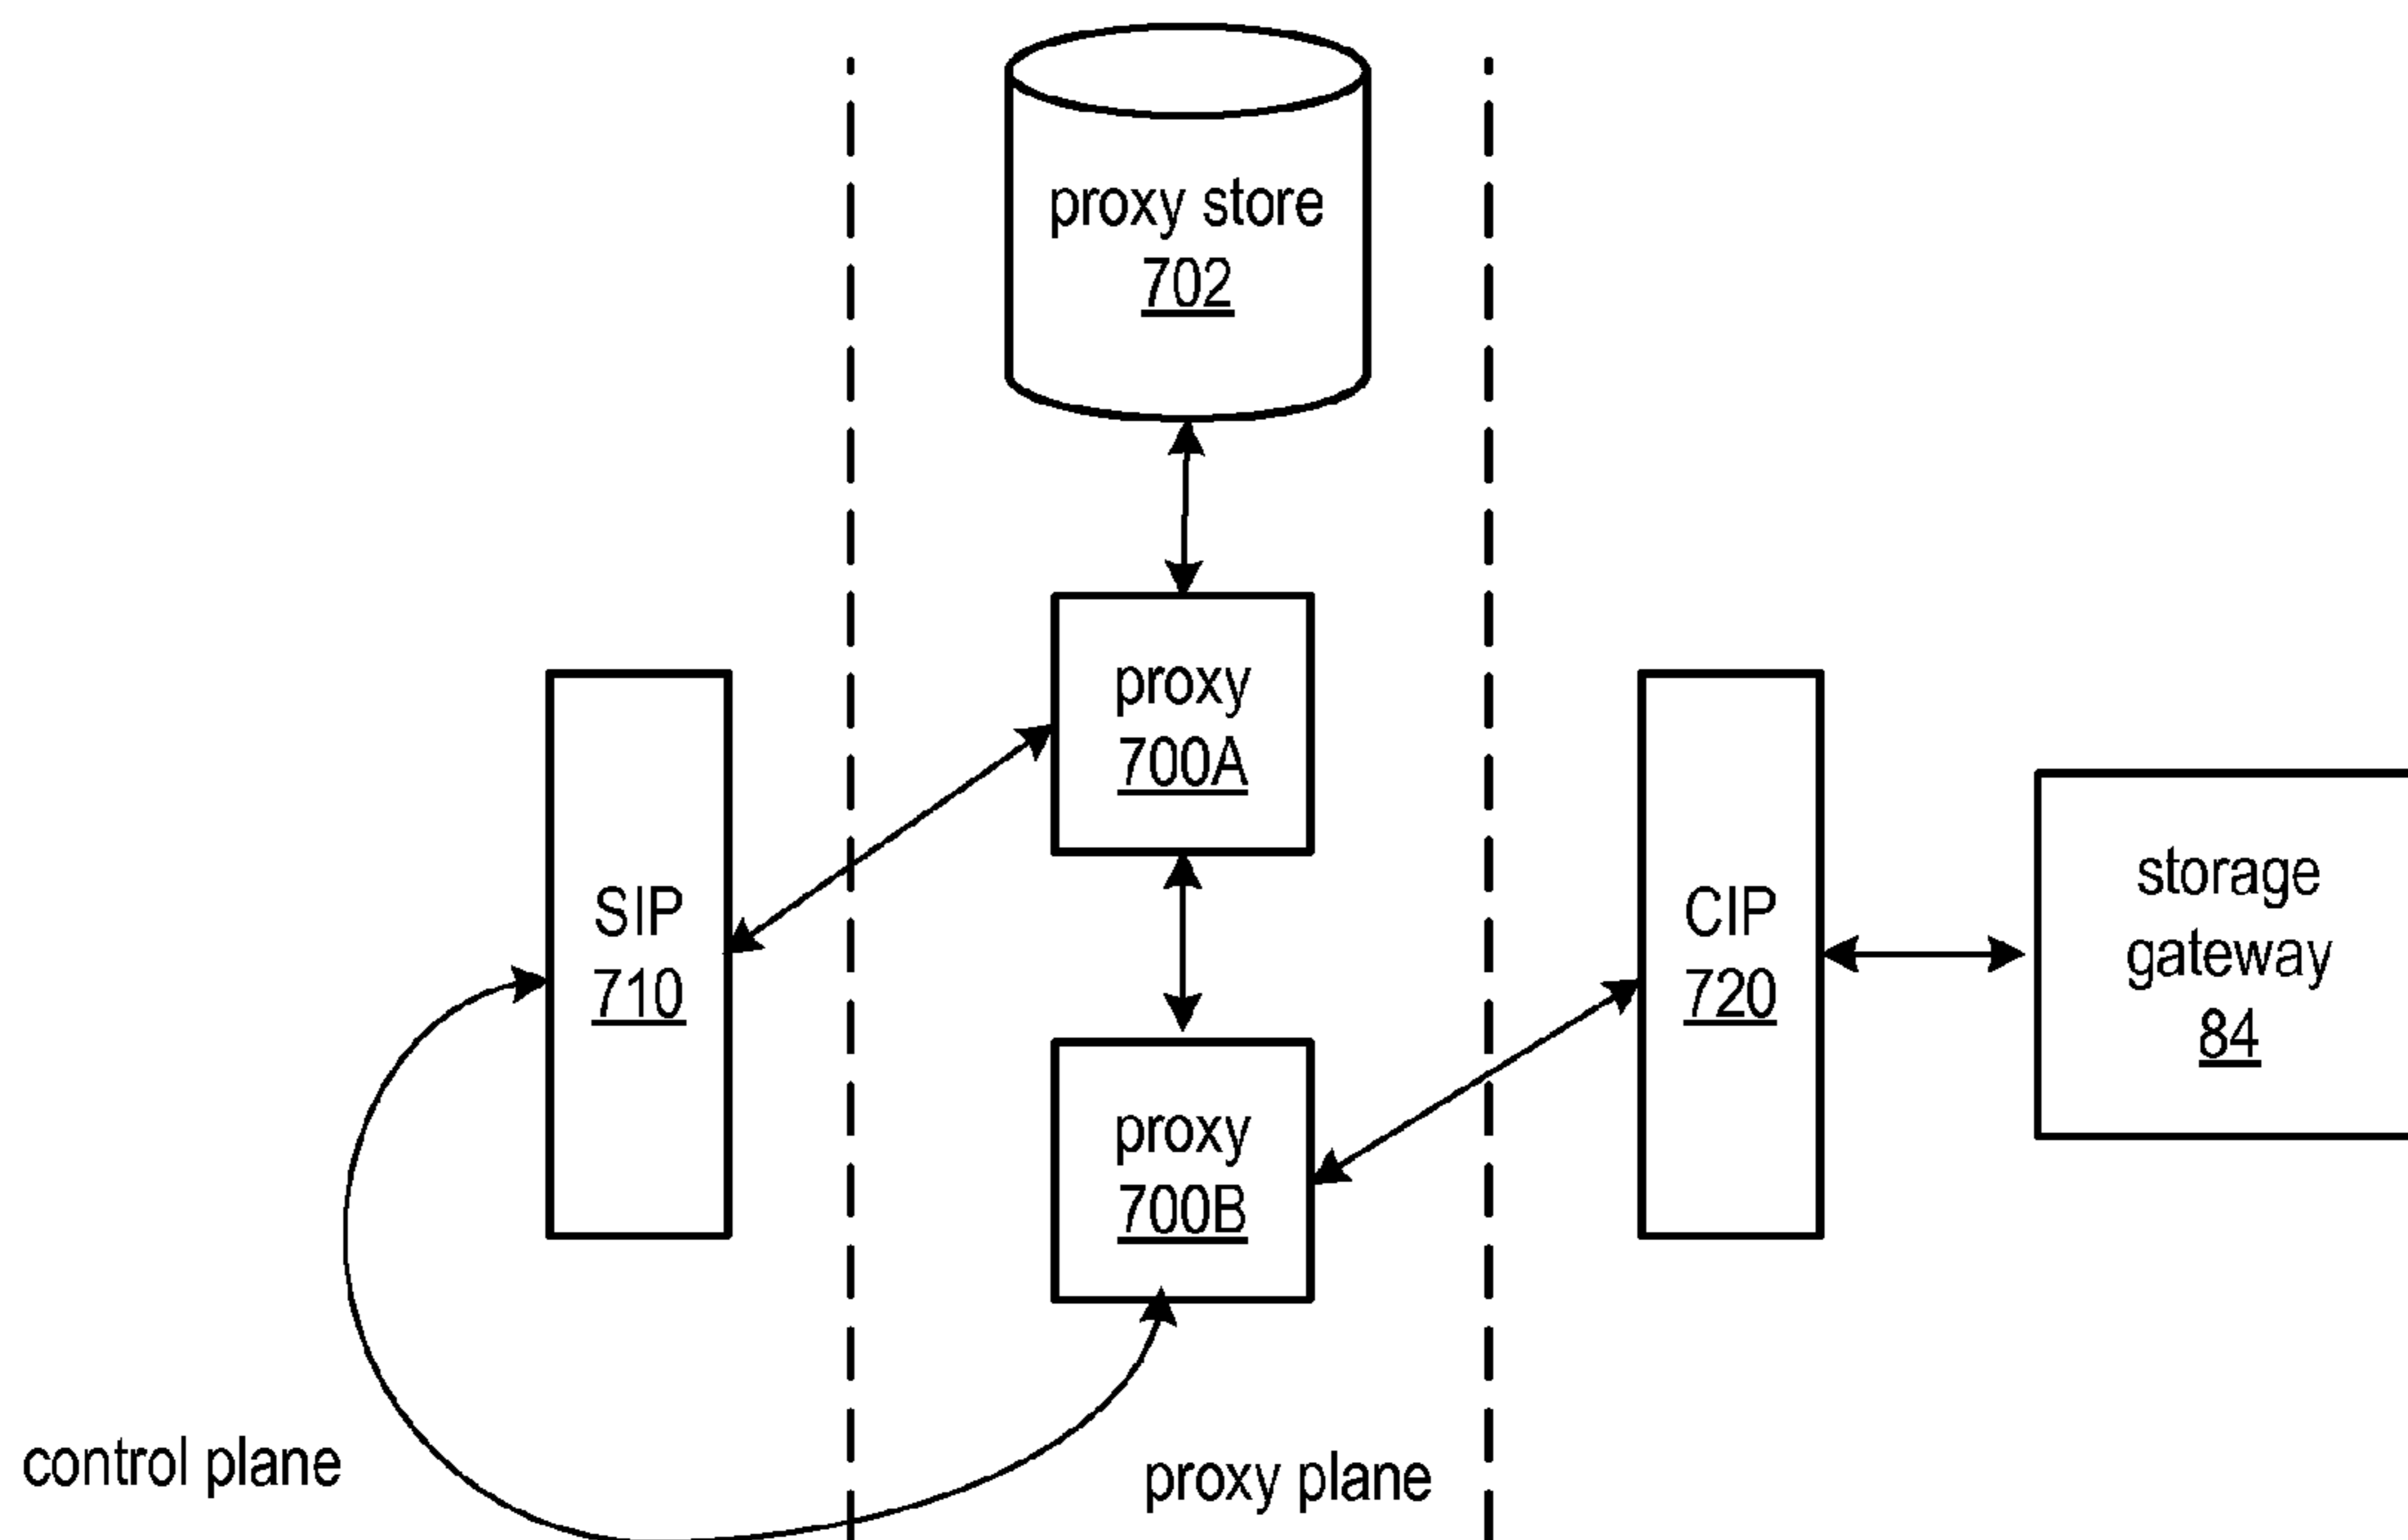 proxy store
702
proxy
700A
SIP
710
CIP
720
storage
gateway
84
proxy
700B
control plane
proxy plane